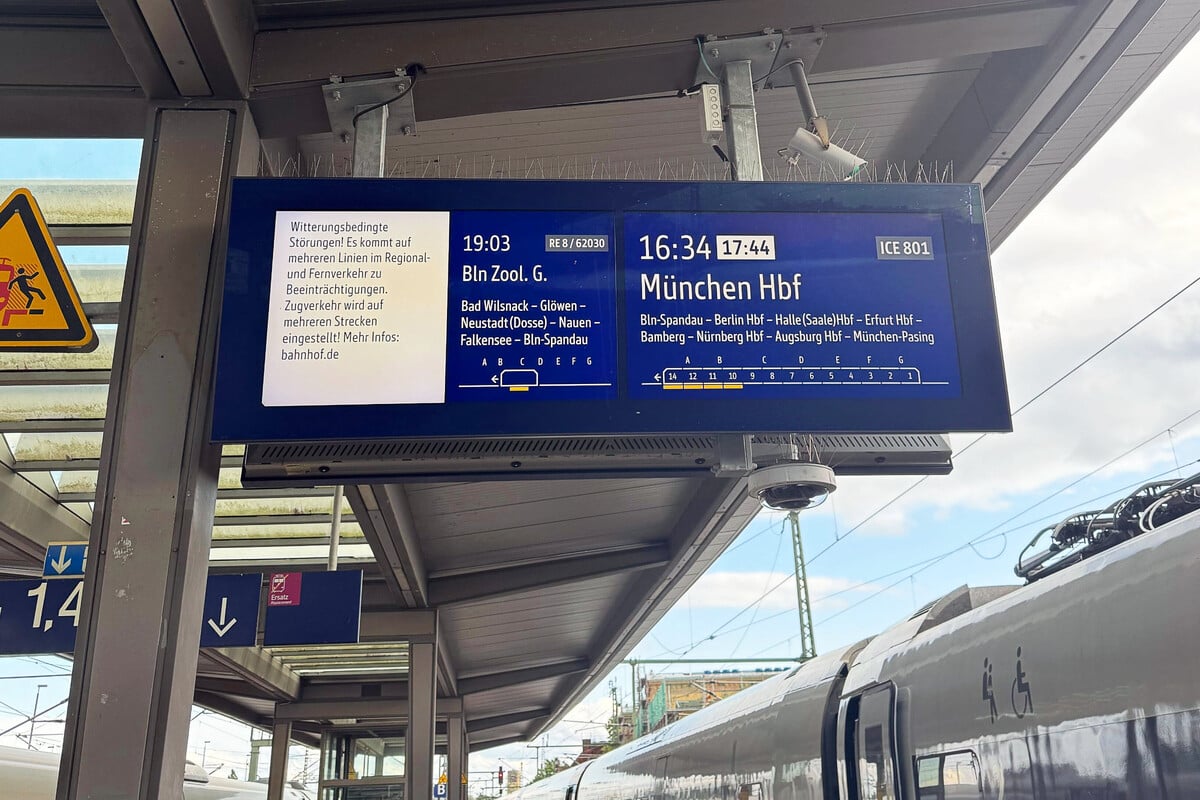 Witterungsbedingte
Störungen! Es kommt auf
mehreren Linien im Regional-
und Fernverkehr zu
Beeinträchtigungen.
Zugverkehr wird auf
mehreren Strecken
eingestellt! Mehr Infos:
bahnhof.de
19:03 RE 8 / 62030
Bln Zool. G.
Bad Wilsnack – Glöwen –
Neustadt(Dosse) – Nauen –
Falkensee – Bln-Spandau
A B C D E F G
16:34 17:44 ICE 801
München Hbf
Bln-Spandau – Berlin Hbf – Halle(Saale)Hbf – Erfurt Hbf –
Bamberg – Nürnberg Hbf – Augsburg Hbf – München-Pasing
A B C D E F G
14 12 11 10 9 8 7 6 5 4 3 2 1
1,4
Ersatz
B